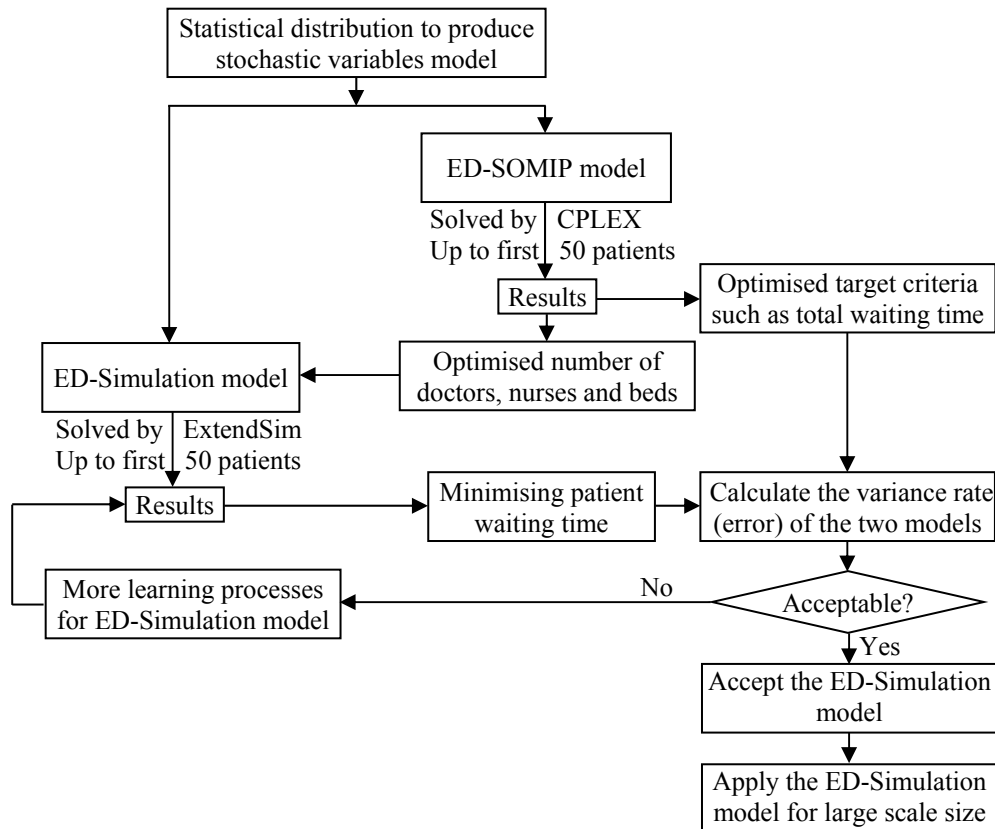 Statistical distribution to produce
stochastic variables model
ED-SOMIP model
Solved by CPLEX
Up to first 50 patients
Results
Optimised target criteria
such as total waiting time
Optimised number of
doctors, nurses and beds
ED-Simulation model
Solved by ExtendSim
Up to first 50 patients
Results
Minimising patient
waiting time
Calculate the variance rate
(error) of the two models
More learning processes
for ED-Simulation model
No
Acceptable?
Yes
Accept the ED-Simulation
model
Apply the ED-Simulation
model for large scale size